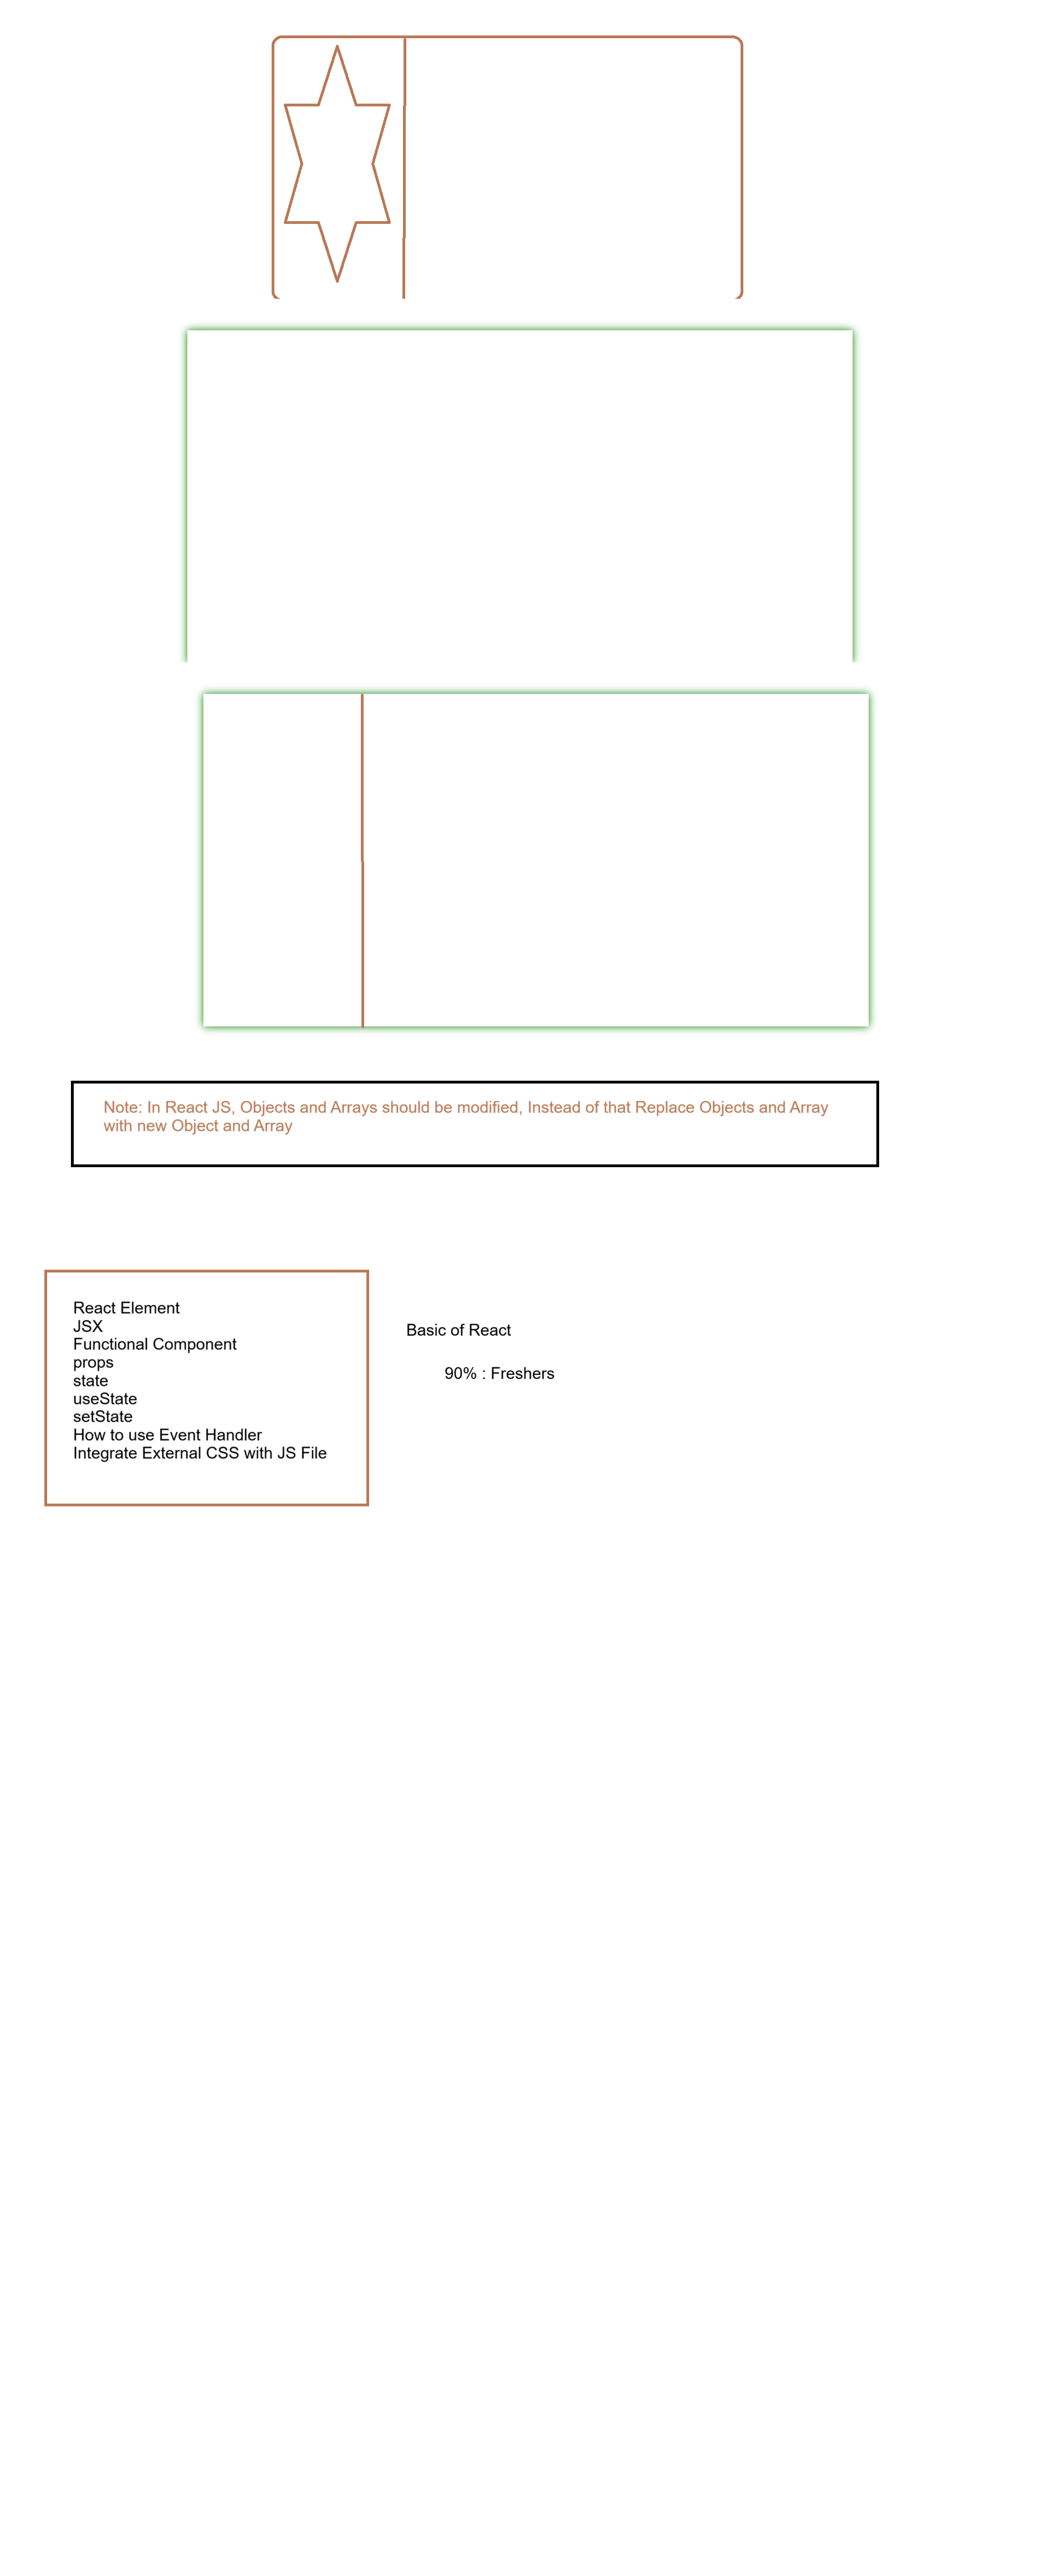 Note: In React JS, Objects and Arrays should be modified, Instead of that Replace Objects and Array
with new Object and Array
React Element
JSX
Functional Component
props
state
useState
setState
How to use Event Handler
Integrate External CSS with JS File
Basic of React
90% : Freshers